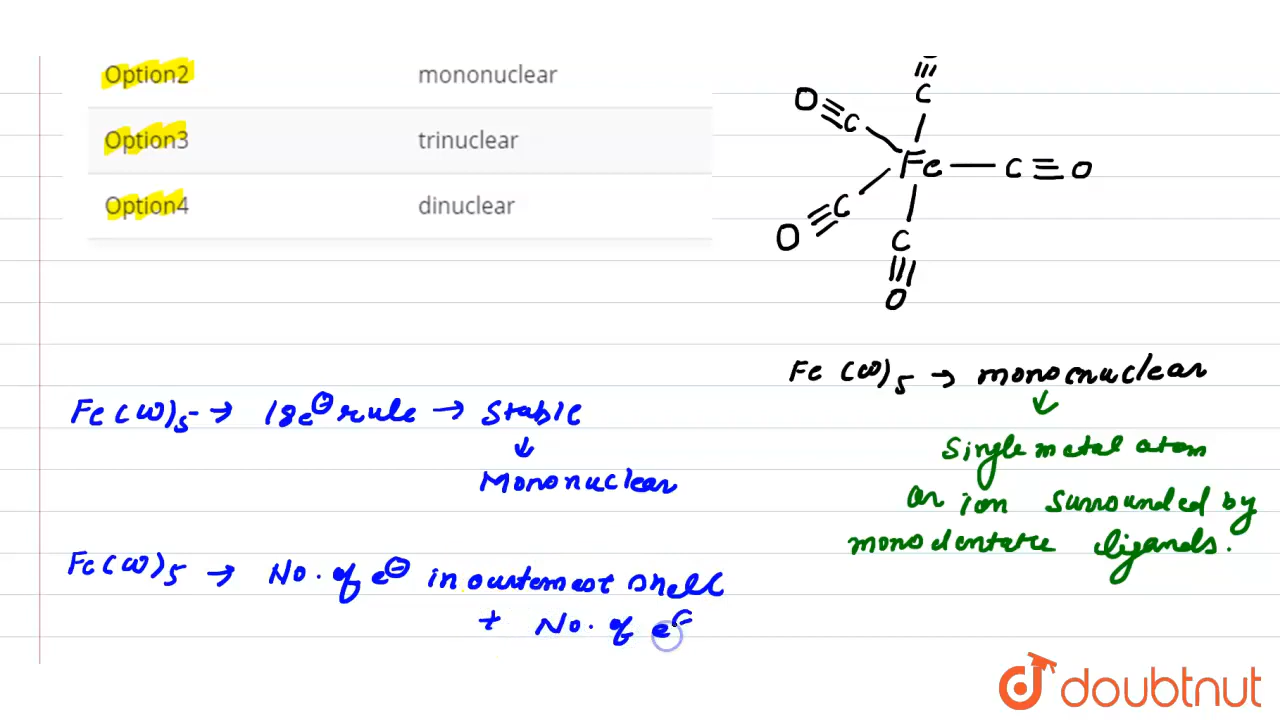 Option2 mononuclear
Option3 trinuclear
Option4 dinuclear
C
O≡C
Fe — C≡O
O≡C
C
O
Fe(CO)5 → mononuclear
↓
Single metal atom
or ion surrounded by
monodentate ligands.
Fe(CO)5 → 18e⊖ rule → Stable
↓
Mononuclear
Fe(CO)5 → No. of e⊖ in outermost shell
+ No. of e
doubtnut